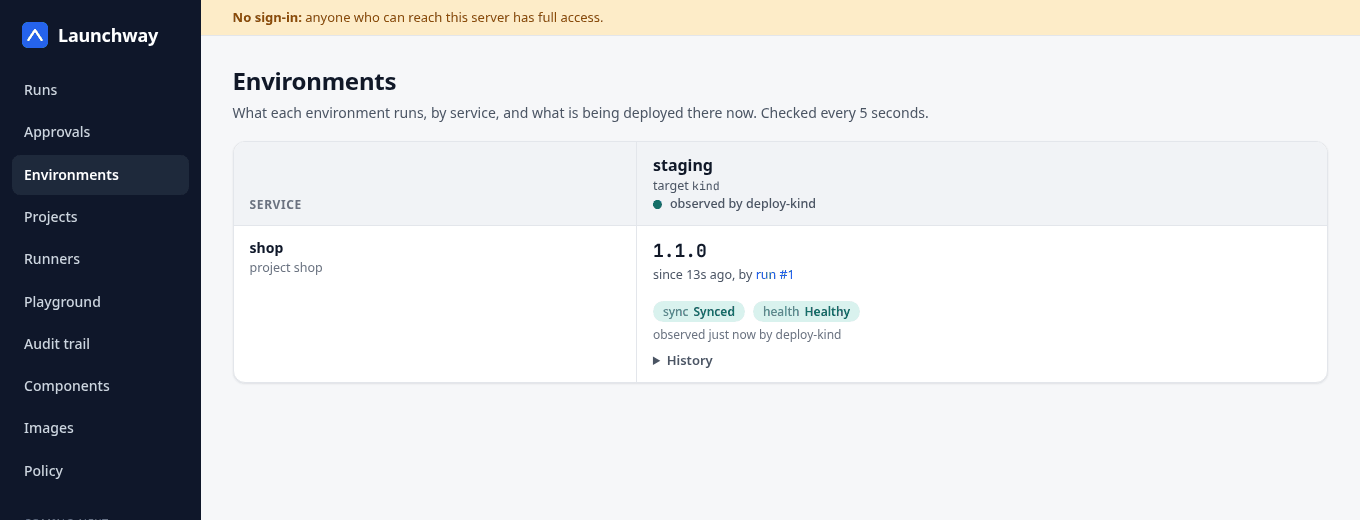 No sign-in: anyone who can reach this server has full access.
Launchway
Runs
Approvals
Environments
Projects
Runners
Playground
Audit trail
Components
Images
Policy
Environments
What each environment runs, by service, and what is being deployed there now. Checked every 5 seconds.
SERVICE
staging
target kind
observed by deploy-kind
shop
project shop
1.1.0
since 13s ago, by run #1
sync Synced health Healthy
observed just now by deploy-kind
History